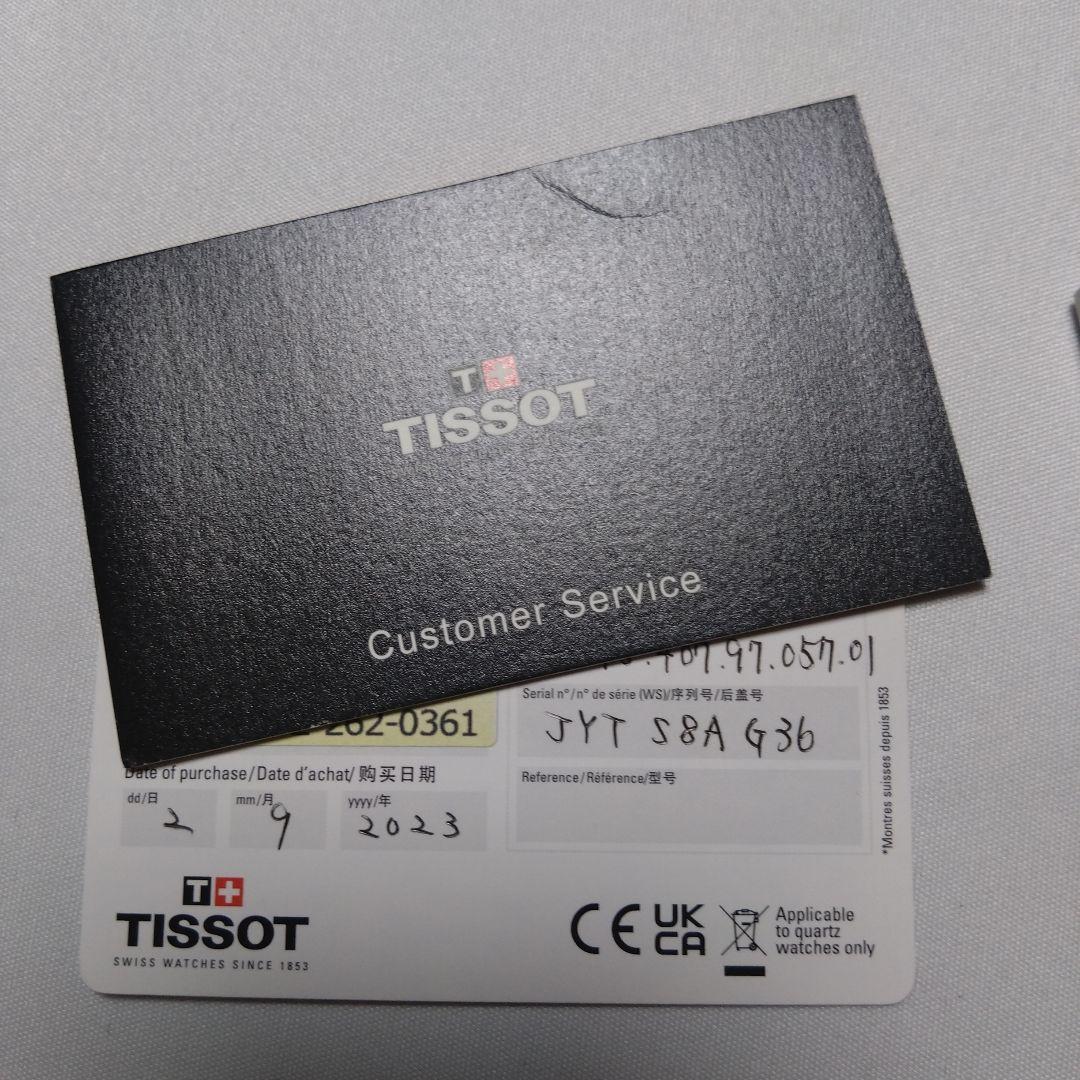 T+
TISSOT
Customer Service
.407.97.057.01
Serial n°/n° de série (WS)/序列号/后盖号
JYT S8A G36
262-0361
Date of purchase/Date d'achat/购买日期
Reference/Référence/型号
dd/日 mm/月 yyyy/年
2 9 2023
*Montres suisses depuis 1853
T+
TISSOT
SWISS WATCHES SINCE 1853
CE UK
CA
Applicable
to quartz
watches only